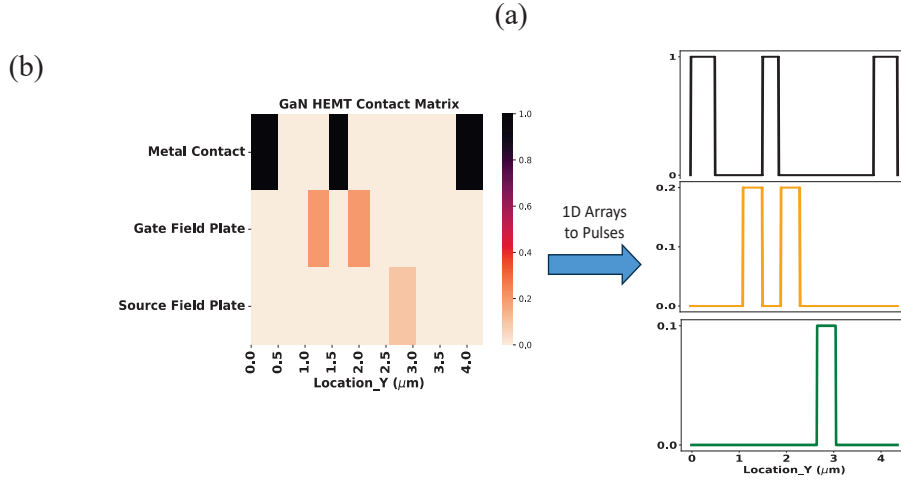 (a)
(b)
GaN HEMT Contact Matrix
Metal Contact
Gate Field Plate
Source Field Plate
0.0 0.5 1.0 1.5 2.0 2.5 3.0 3.5 4.0
Location_Y (μm)
1.0
0.8
0.6
0.4
0.2
0.0
1D Arrays
to Pulses
1
0
0.2
0.1
0.0
0.1
0.0
0 1 2 3 4
Location_Y (μm)